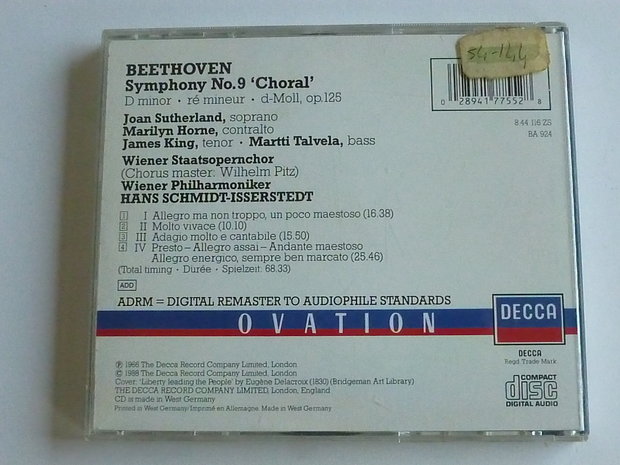 54-144
BEETHOVEN
Symphony No.9 'Choral'
D minor · ré mineur · d-Moll, op.125
0 28941 77552 8
8.44 116 ZS
BA 924
Joan Sutherland, soprano
Marilyn Horne, contralto
James King, tenor · Martti Talvela, bass
Wiener Staatsopernchor
(Chorus master: Wilhelm Pitz)
Wiener Philharmoniker
HANS SCHMIDT-ISSERSTEDT
1 I Allegro ma non troppo, un poco maestoso (16.38)
2 II Molto vivace (10.10)
3 III Adagio molto e cantabile (15.50)
4 IV Presto – Allegro assai – Andante maestoso
Allegro energico, sempre ben marcato (25.46)
(Total timing · Durée · Spielzeit: 68.33)
ADD
ADRM = DIGITAL REMASTER TO AUDIOPHILE STANDARDS
OVATION
DECCA
DECCA
Regd. Trade Mark
℗ 1966 The Decca Record Company Limited, London
© 1988 The Decca Record Company Limited, London
Cover: 'Liberty leading the People' by Eugène Delacroix (1830) (Bridgeman Art Library)
THE DECCA RECORD COMPANY LIMITED, London, England
CD is made in West Germany
Printed in West Germany/Imprimé en Allemagne. Made in West Germany
COMPACT
disc
DIGITAL AUDIO